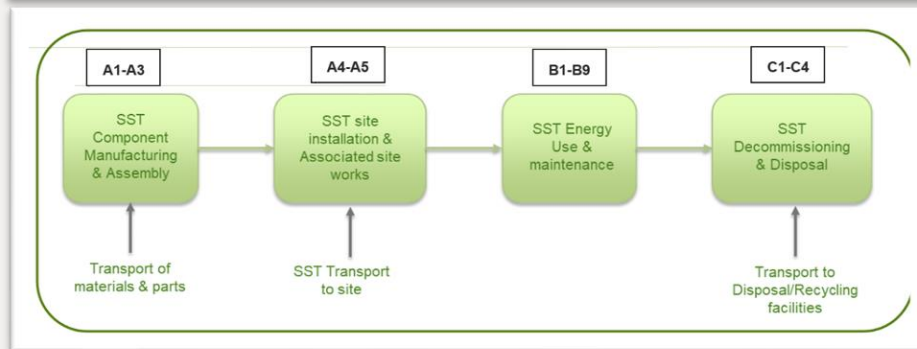 A1-A3
A4-A5
B1-B9
C1-C4
SST
Component
Manufacturing
& Assembly
SST site
installation &
Associated site
works
SST Energy
Use &
maintenance
SST
Decommissioning
& Disposal
Transport of
materials & parts
SST Transport
to site
Transport to
Disposal/Recycling
facilities